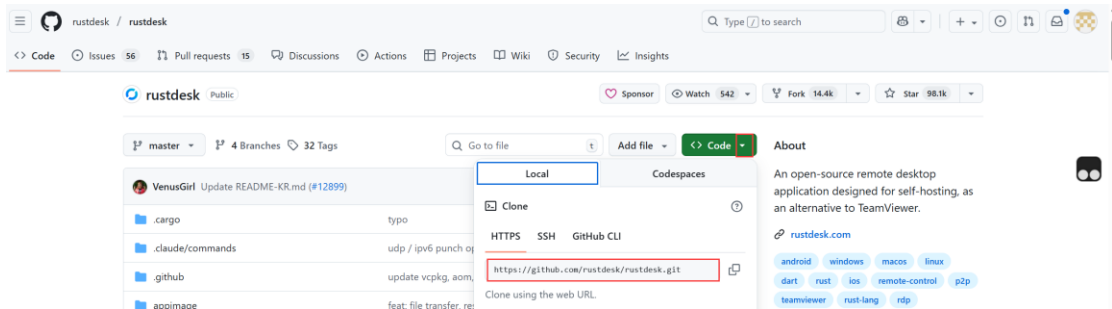 rustdesk / rustdesk
Type / to search
Code Issues 56 Pull requests 15 Discussions Actions Projects Wiki Security Insights
rustdesk Public
Sponsor Watch 542 Fork 14.4k Star 98.1k
master 4 Branches 32 Tags
Go to file t
Add file <> Code
Local Codespaces
Clone
HTTPS SSH GitHub CLI
https://github.com/rustdesk/rustdesk.git
Clone using the web URL.
VenusGirl Update README-KR.md (#12899)
.cargo typo
.claude/commands udp / ipv6 punch
.github update vcpkg, aom,
appimage feat: file transfer,
About
An open-source remote desktop
application designed for self-hosting, as
an alternative to TeamViewer.
rustdesk.com
android windows macos linux
dart rust ios remote-control p2p
teamviewer rust-lang rdp